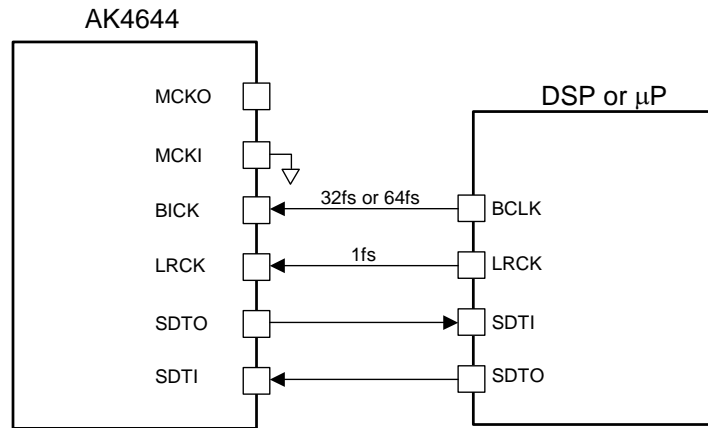 AK4644
DSP or μP
MCKO
MCKI
BICK
32fs or 64fs
BCLK
LRCK
1fs
LRCK
SDTO
SDTI
SDTI
SDTO